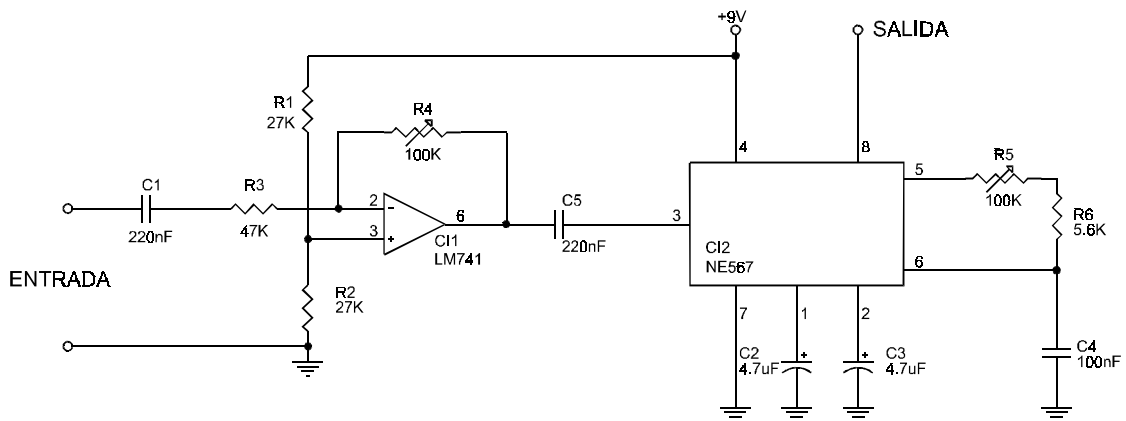 +9V
SALIDA
R1
27K
R4
100K
4
8
5
R5
100K
C1
220nF
R3
47K
2
-
3
+
6
CI1
LM741
C5
220nF
3
CI2
NE567
R6
5.6K
6
ENTRADA
R2
27K
7
1
2
C2
4.7uF
+
C3
4.7uF
+
C4
100nF